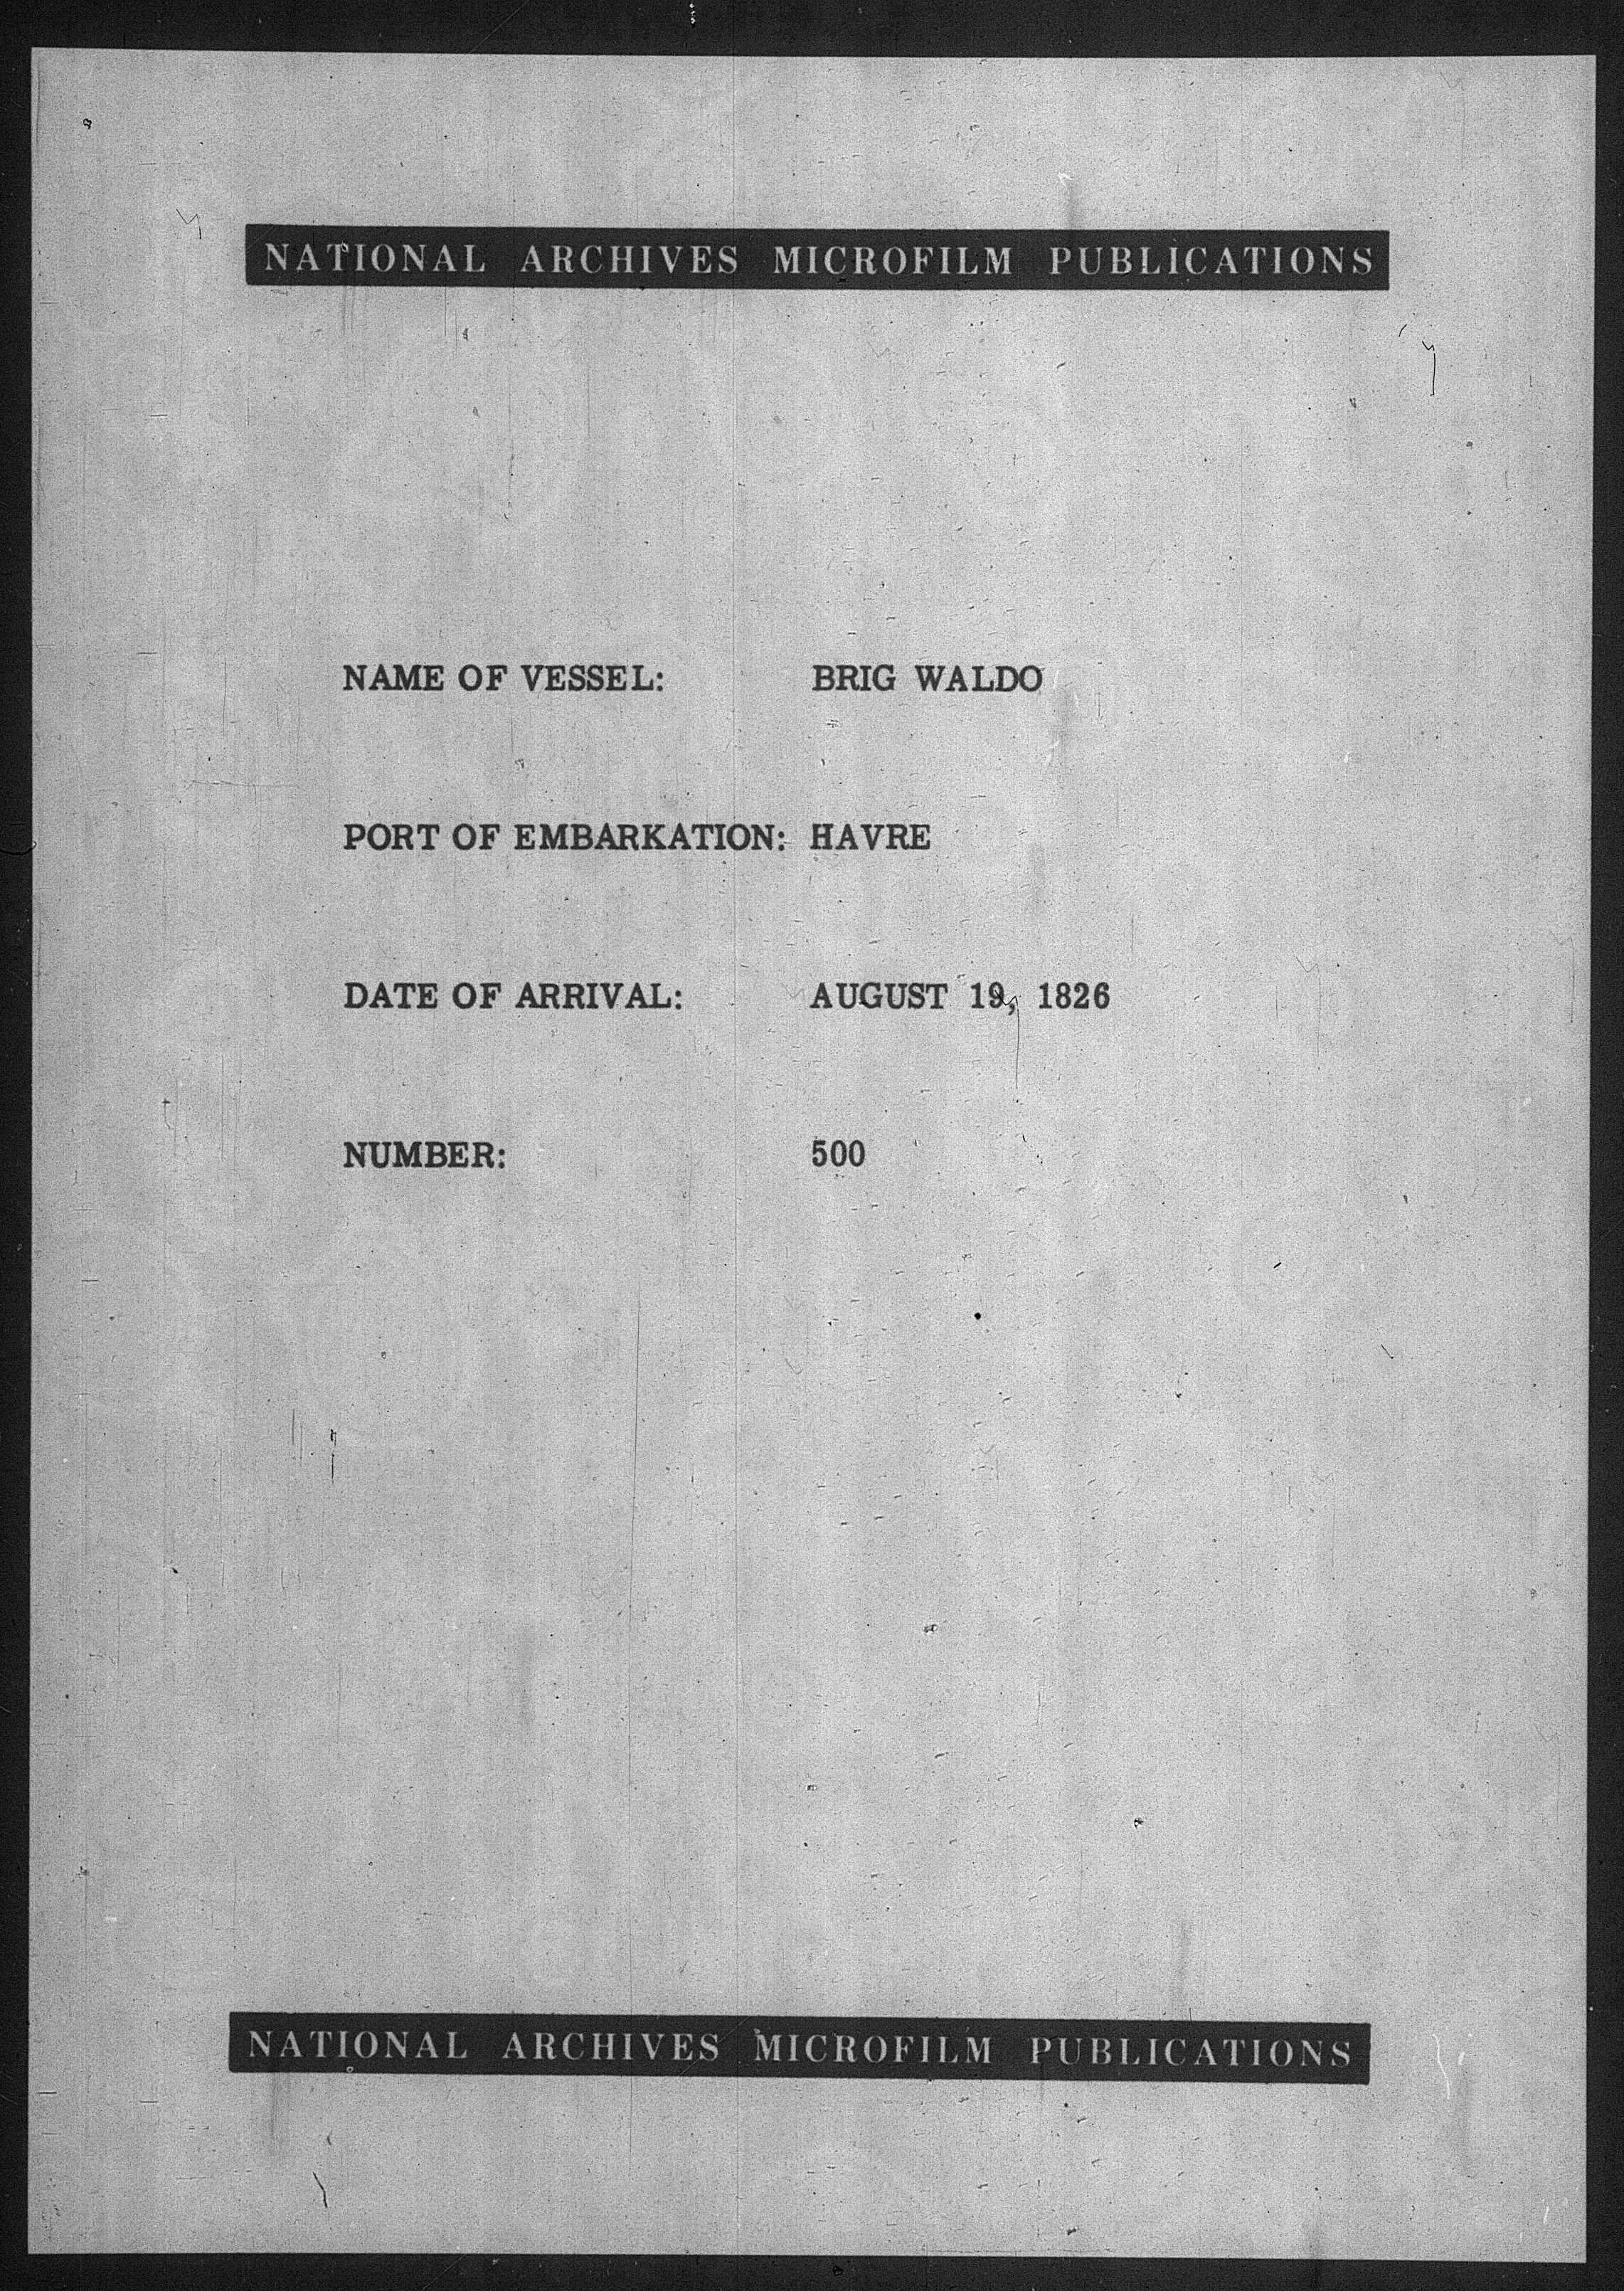 NATIONAL ARCHIVES MICROFILM PUBLICATIONS
NAME OF VESSEL: BRIG WALDO
PORT OF EMBARKATION: HAVRE
DATE OF ARRIVAL: AUGUST 19, 1826
NUMBER: 500
NATIONAL ARCHIVES MICROFILM PUBLICATIONS